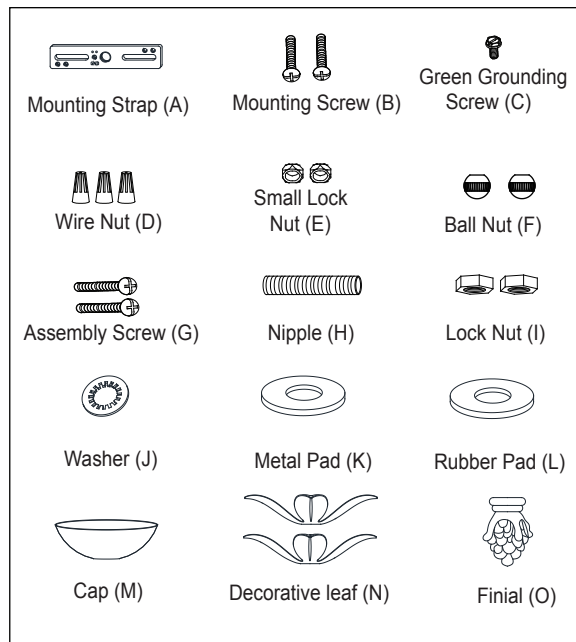 Mounting Strap (A)
Mounting Screw (B)
Green Grounding
Screw (C)
Wire Nut (D)
Small Lock
Nut (E)
Ball Nut (F)
Assembly Screw (G)
Nipple (H)
Lock Nut (I)
Washer (J)
Metal Pad (K)
Rubber Pad (L)
Cap (M)
Decorative leaf (N)
Finial (O)